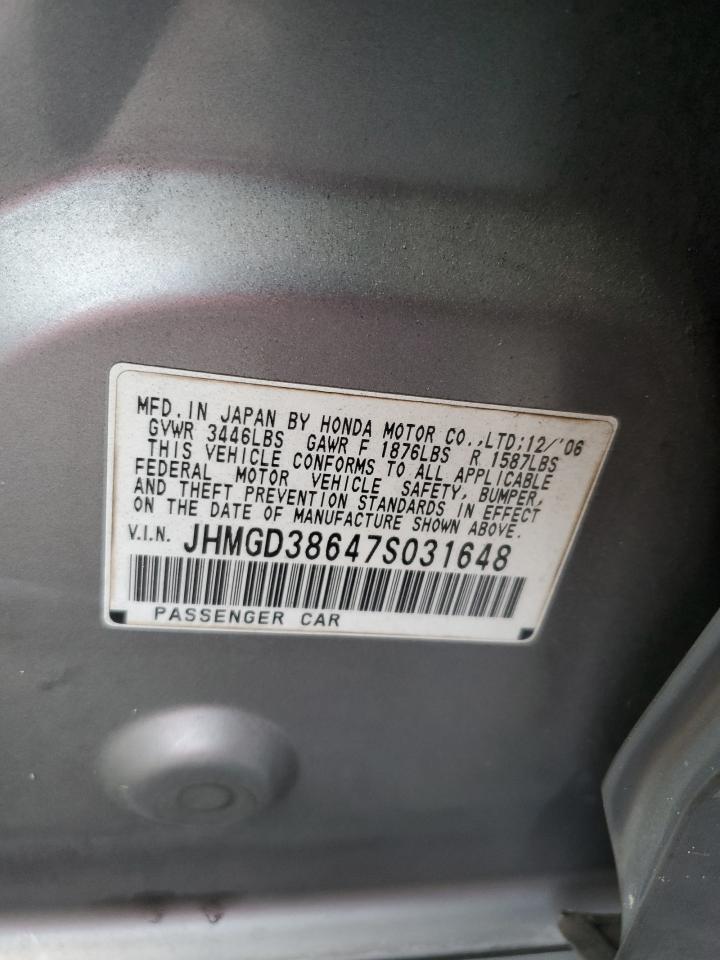 MFD. IN JAPAN BY HONDA MOTOR CO.,LTD:12/'06
GVWR 3446LBS GAWR F 1876LBS R 1587LBS
THIS VEHICLE CONFORMS TO ALL APPLICABLE
FEDERAL MOTOR VEHICLE SAFETY, BUMPER,
AND THEFT PREVENTION STANDARDS IN EFFECT
ON THE DATE OF MANUFACTURE SHOWN ABOVE.
V.I.N. JHMGD38647S031648
PASSENGER CAR